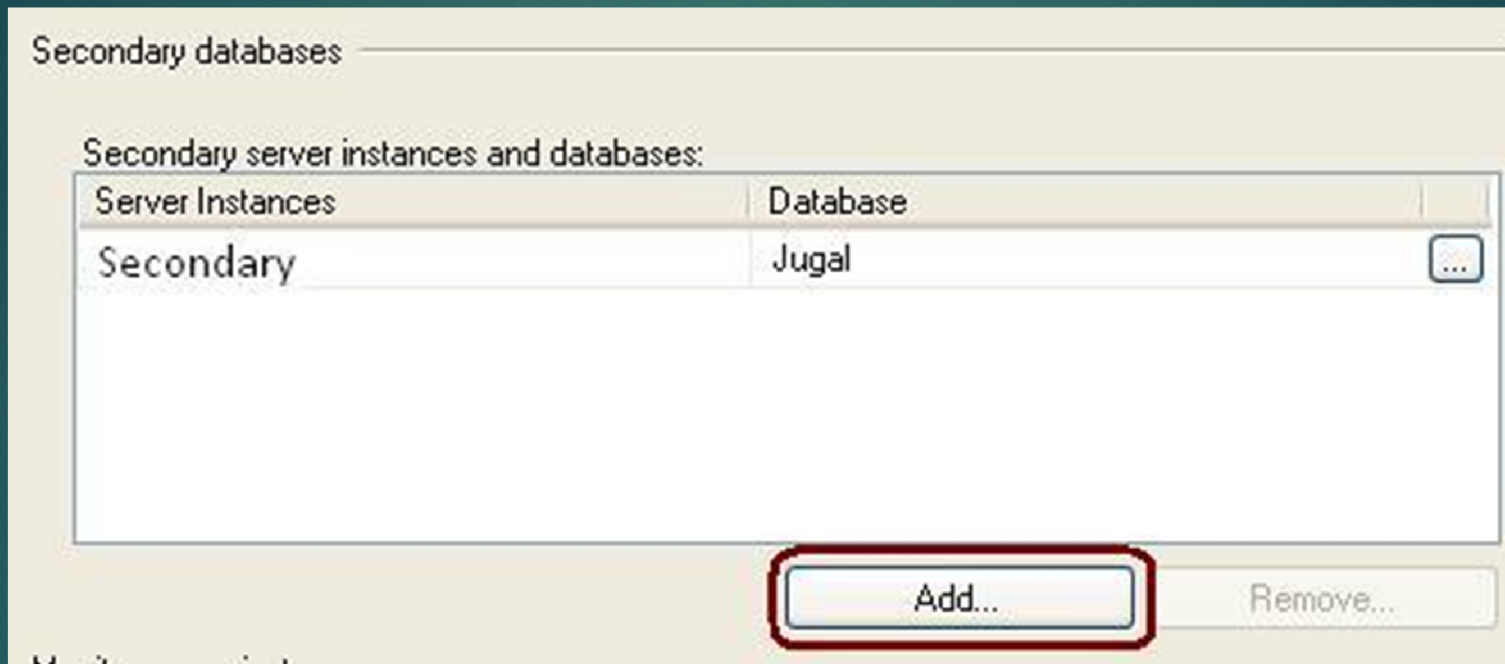 Secondary databases
Secondary server instances and databases:
Server Instances Database
Secondary Jugal ...
Add... Remove...